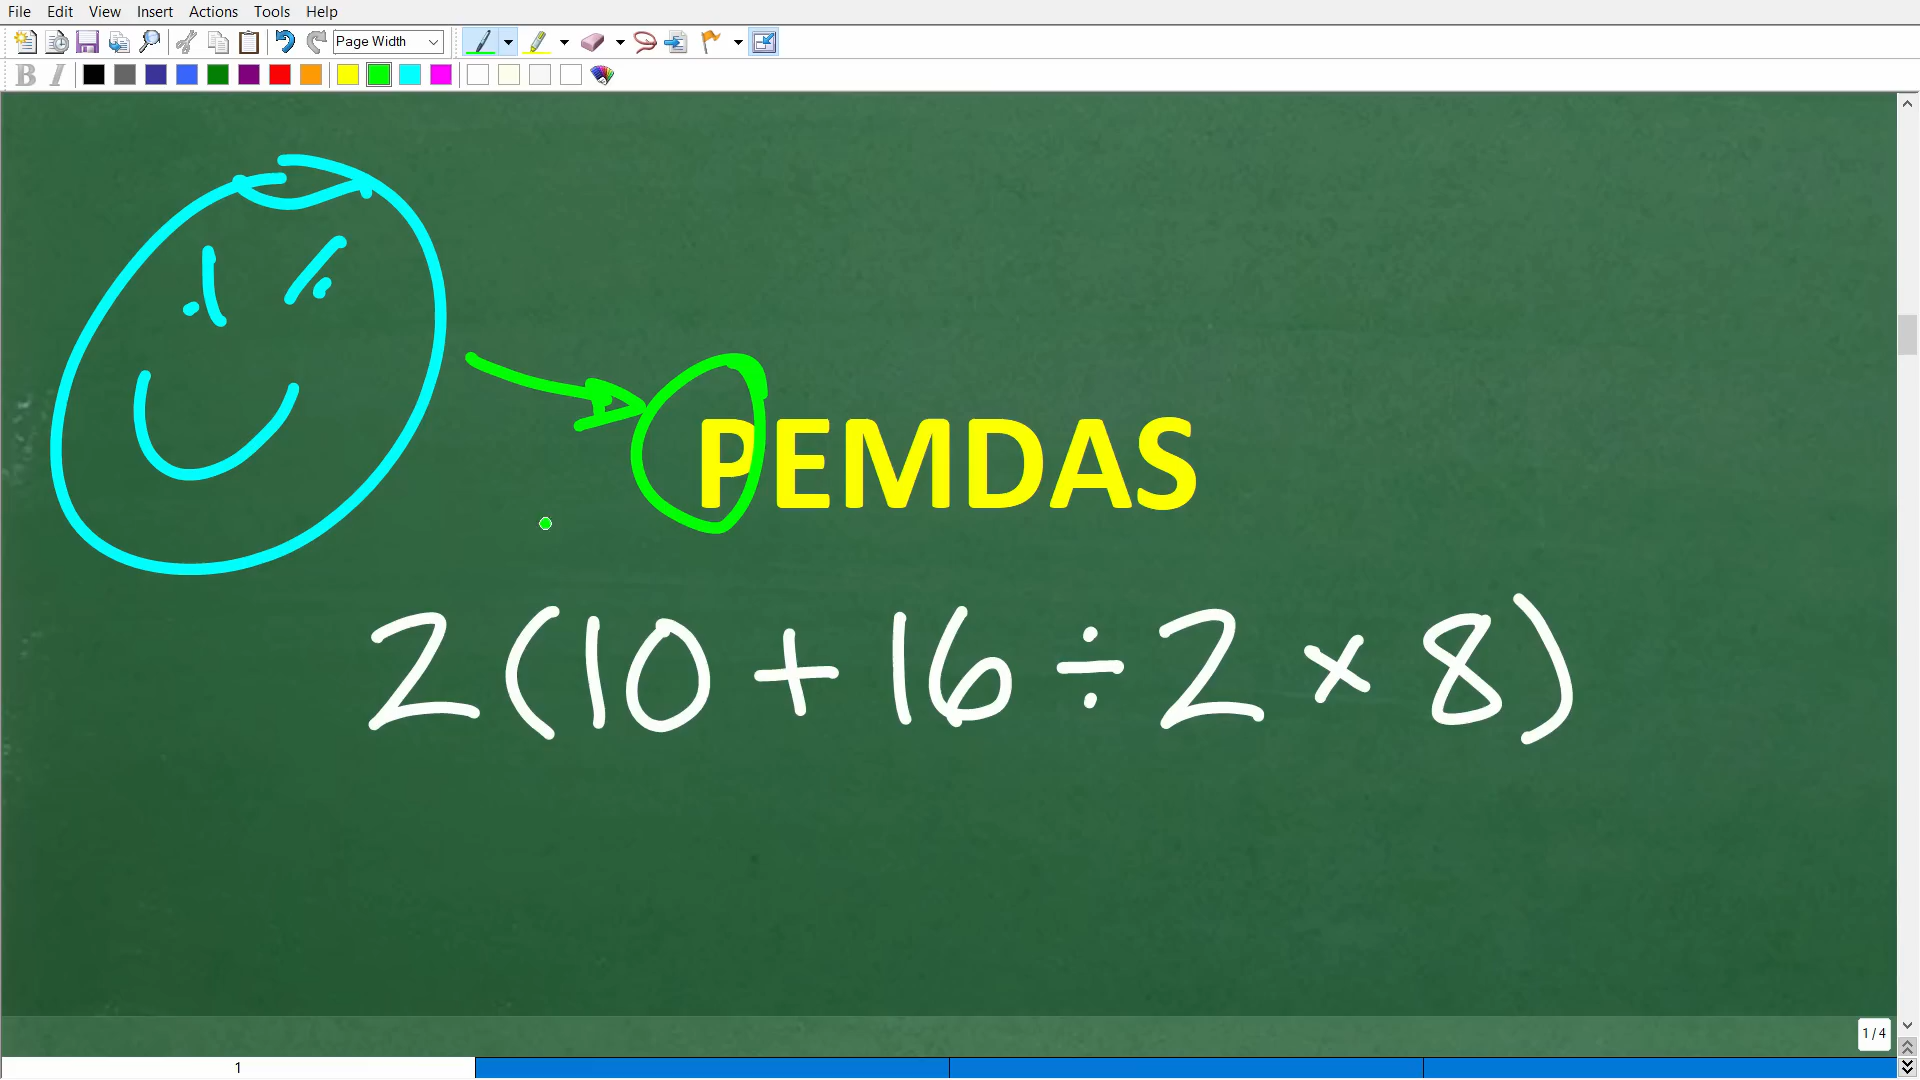 File Edit View Insert Actions Tools Help
Page Width
B I
PEMDAS
2(10 + 16 ÷ 2 × 8)
1 / 4
1